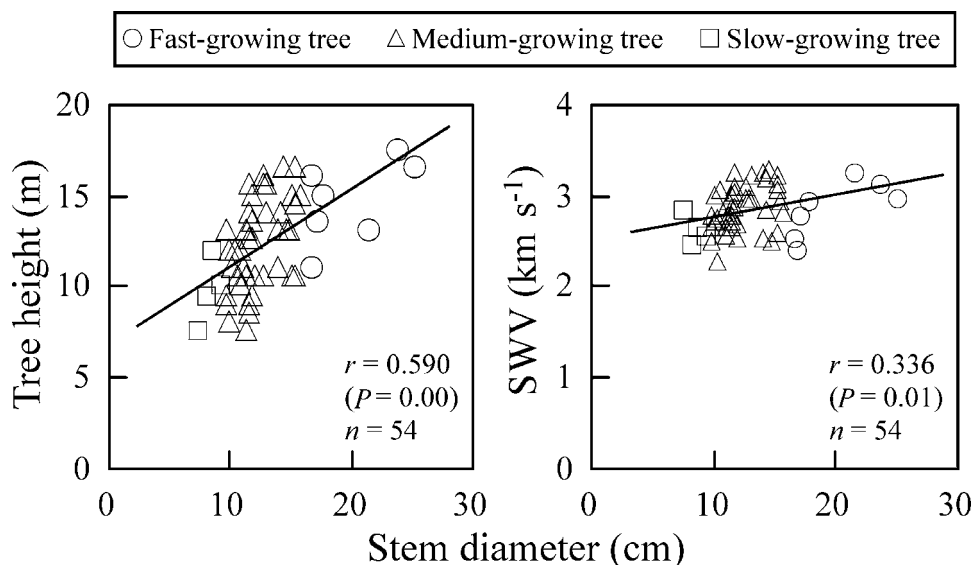 Fast-growing tree Medium-growing tree Slow-growing tree
Tree height (m)
20
15
10
5
0
0 10 20 30
r = 0.590
(P = 0.00)
n = 54
SWV (km s⁻¹)
4
3
2
1
0
0 10 20 30
r = 0.336
(P = 0.01)
n = 54
Stem diameter (cm)